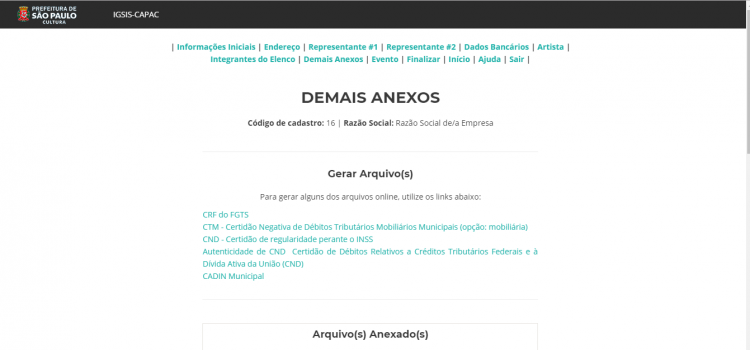 PREFEITURA DE
SÃO PAULO
CULTURA
IGSIS-CAPAC
| Informações Iniciais | Endereço | Representante #1 | Representante #2 | Dados Bancários | Artista |
Integrantes do Elenco | Demais Anexos | Evento | Finalizar | Início | Ajuda | Sair |
DEMAIS ANEXOS
Código de cadastro: 16 | Razão Social: Razão Social de/a Empresa
Gerar Arquivo(s)
Para gerar alguns dos arquivos online, utilize os links abaixo:
CRF do FGTS
CTM - Certidão Negativa de Débitos Tributários Mobiliários Municipais (opção: mobiliária)
CND - Certidão de regularidade perante o INSS
Autenticidade de CND Certidão de Débitos Relativos a Créditos Tributários Federais e à
Dívida Ativa da União (CND)
CADIN Municipal
Arquivo(s) Anexado(s)